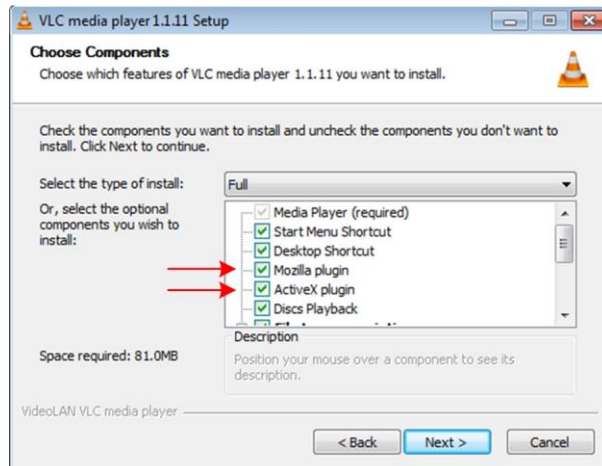 VLC media player 1.1.11 Setup
Choose Components
Choose which features of VLC media player 1.1.11 you want to install.
Check the components you want to install and uncheck the components you don't want to
install. Click Next to continue.
Select the type of install:
Full
Or, select the optional
components you wish to
install:
Media Player (required)
Start Menu Shortcut
Desktop Shortcut
Mozilla plugin
ActiveX plugin
Discs Playback
Space required: 81.0MB
Description
Position your mouse over a component to see its
description.
VideoLAN VLC media player
< Back
Next >
Cancel